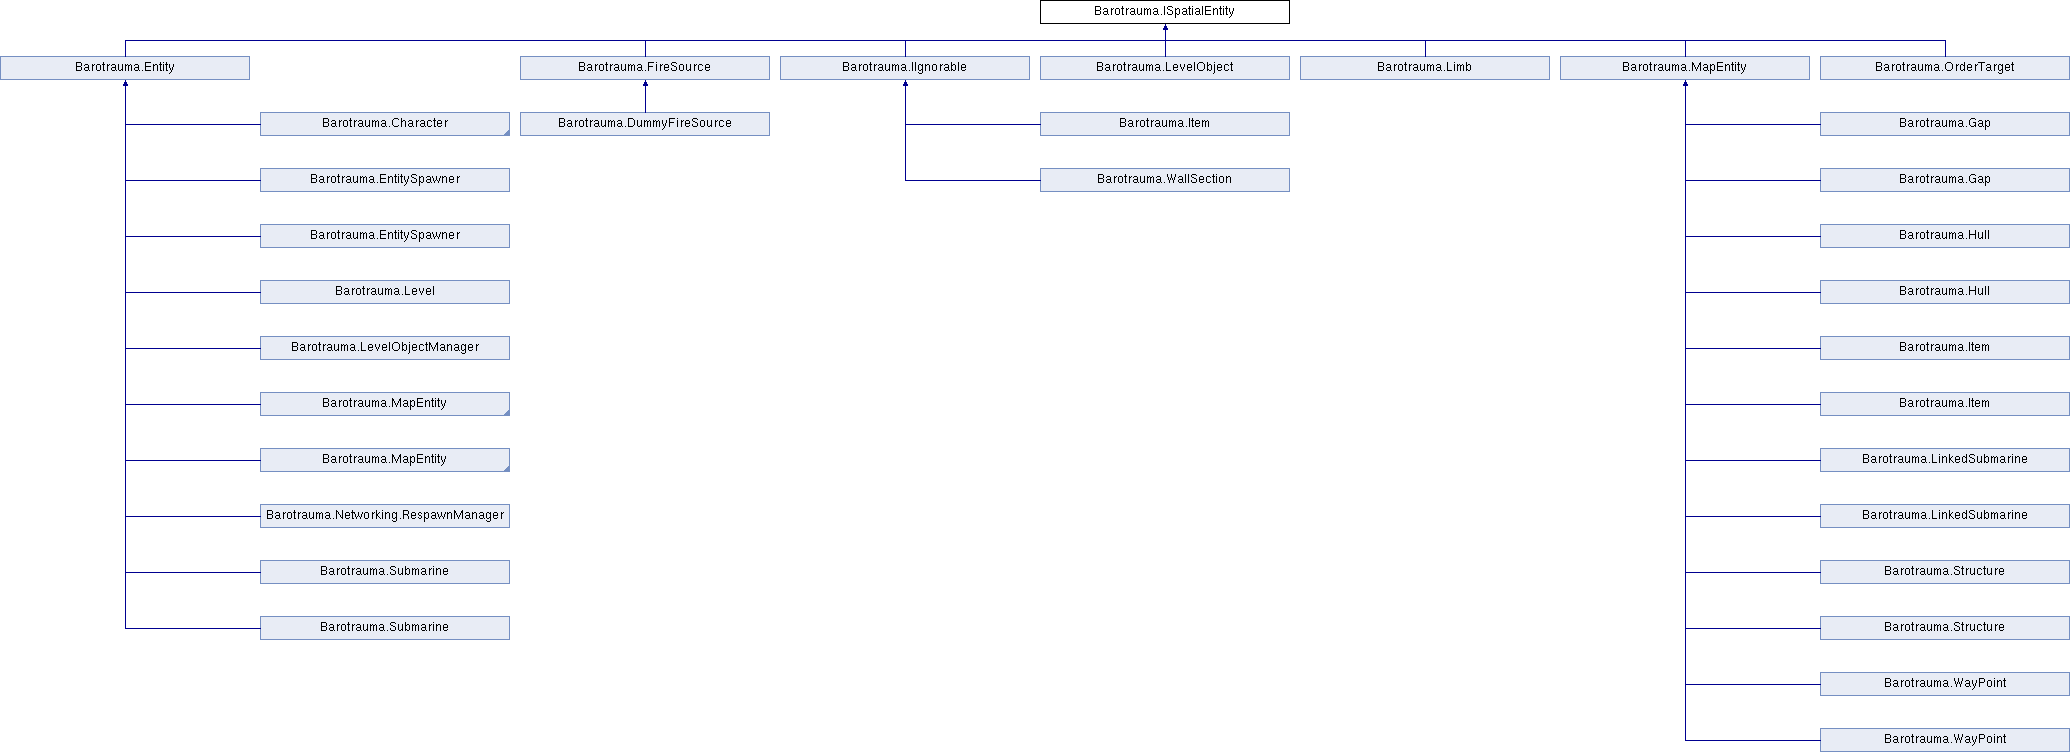 Barotrauma.ISpatialEntity
Barotrauma.Entity
Barotrauma.FireSource
Barotrauma.IIgnorable
Barotrauma.LevelObject
Barotrauma.Limb
Barotrauma.MapEntity
Barotrauma.OrderTarget
Barotrauma.Character
Barotrauma.DummyFireSource
Barotrauma.Item
Barotrauma.Gap
Barotrauma.EntitySpawner
Barotrauma.WallSection
Barotrauma.Gap
Barotrauma.EntitySpawner
Barotrauma.Hull
Barotrauma.Level
Barotrauma.Hull
Barotrauma.LevelObjectManager
Barotrauma.Item
Barotrauma.MapEntity
Barotrauma.Item
Barotrauma.MapEntity
Barotrauma.LinkedSubmarine
Barotrauma.Networking.RespawnManager
Barotrauma.LinkedSubmarine
Barotrauma.Submarine
Barotrauma.Structure
Barotrauma.Submarine
Barotrauma.Structure
Barotrauma.WayPoint
Barotrauma.WayPoint